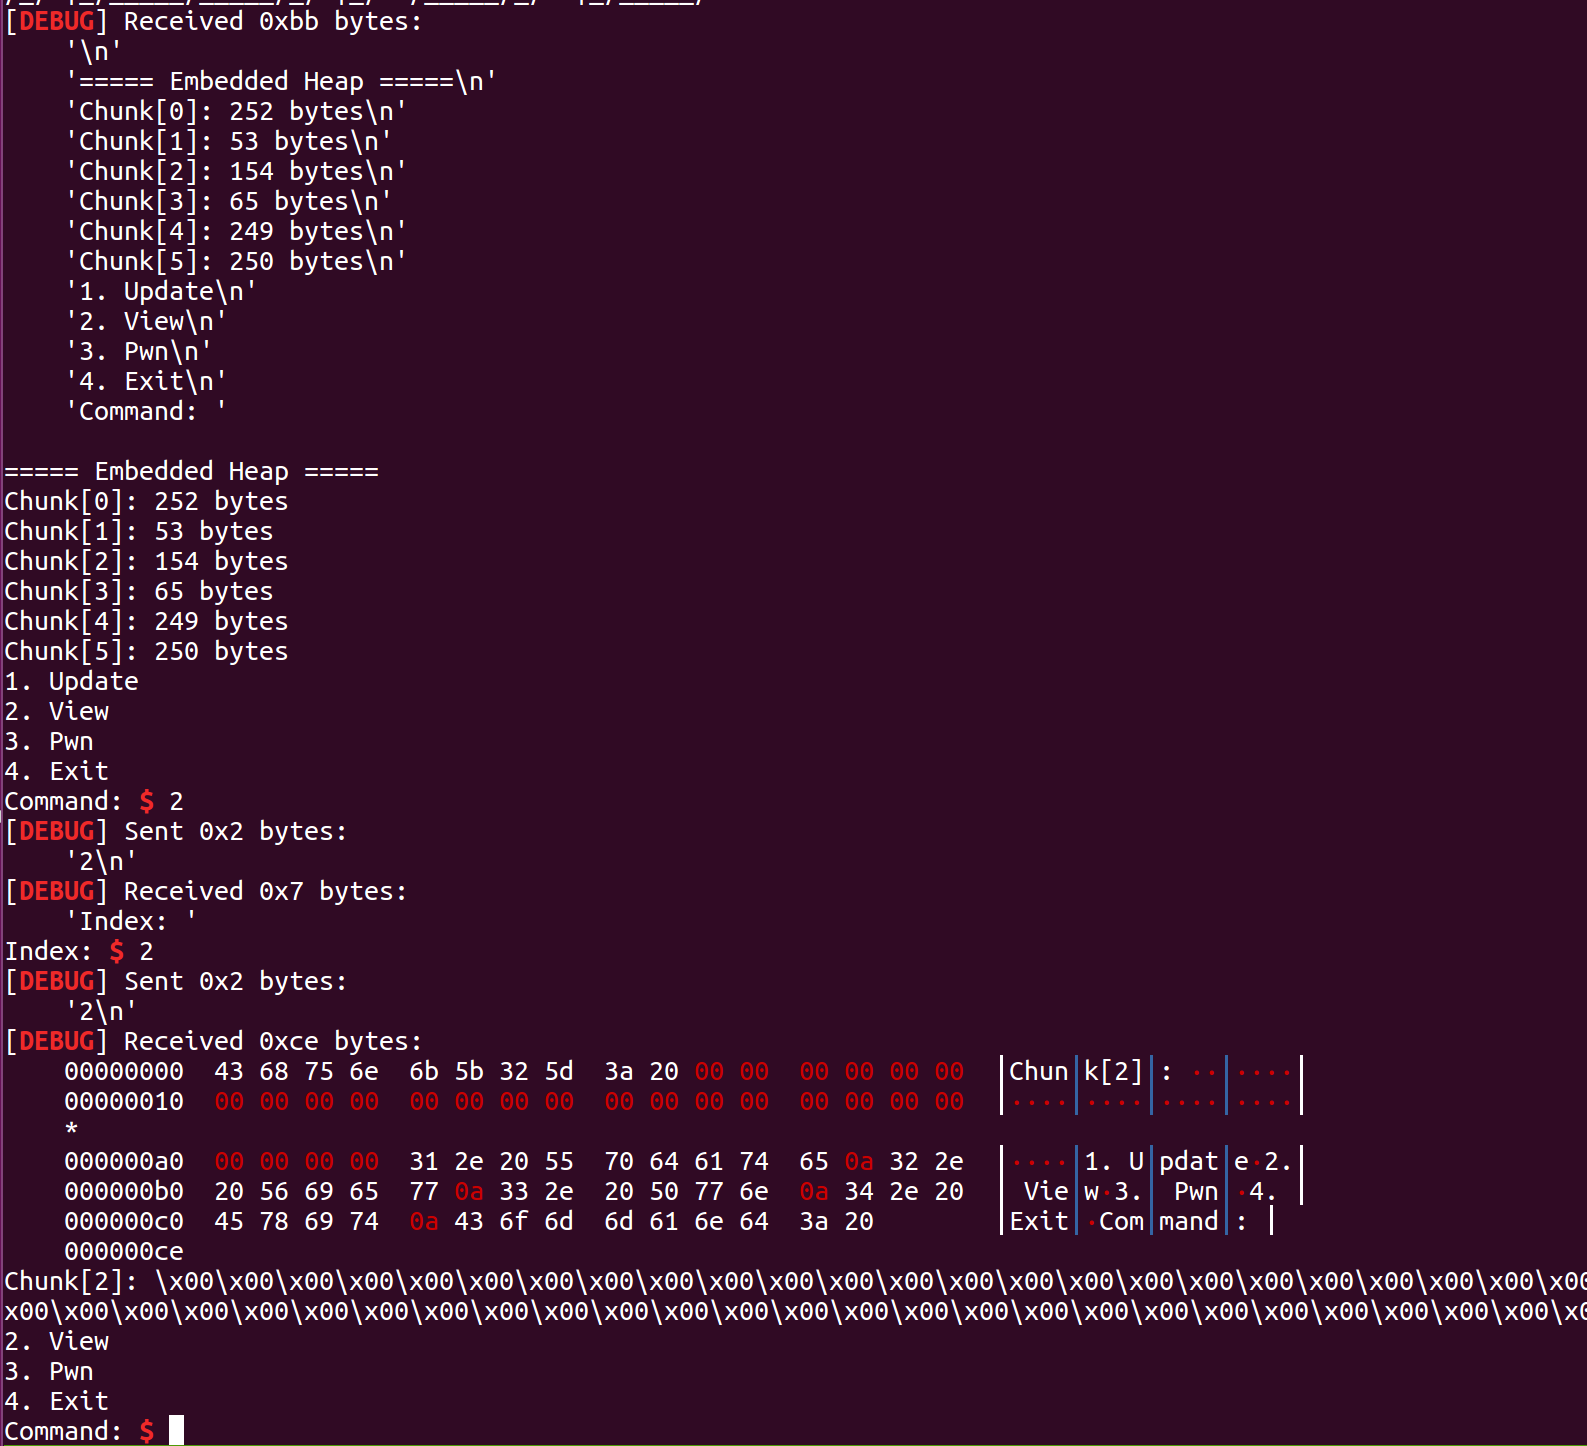 [DEBUG] Received 0xbb bytes:
'\n'
'===== Embedded Heap =====\n'
'Chunk[0]: 252 bytes\n'
'Chunk[1]: 53 bytes\n'
'Chunk[2]: 154 bytes\n'
'Chunk[3]: 65 bytes\n'
'Chunk[4]: 249 bytes\n'
'Chunk[5]: 250 bytes\n'
'1. Update\n'
'2. View\n'
'3. Pwn\n'
'4. Exit\n'
'Command: '
===== Embedded Heap =====
Chunk[0]: 252 bytes
Chunk[1]: 53 bytes
Chunk[2]: 154 bytes
Chunk[3]: 65 bytes
Chunk[4]: 249 bytes
Chunk[5]: 250 bytes
1. Update
2. View
3. Pwn
4. Exit
Command: $ 2
[DEBUG] Sent 0x2 bytes:
'2\n'
[DEBUG] Received 0x7 bytes:
'Index: '
Index: $ 2
[DEBUG] Sent 0x2 bytes:
'2\n'
[DEBUG] Received 0xce bytes:
00000000  43 68 75 6e  6b 5b 32 5d  3a 20 00 00  00 00 00 00  │Chun│k[2]│: ··│····│
00000010  00 00 00 00  00 00 00 00  00 00 00 00  00 00 00 00  │····│····│····│····│
*
000000a0  00 00 00 00  31 2e 20 55  70 64 61 74  65 0a 32 2e  │····│1. U│pdat│e·2.│
000000b0  20 56 69 65  77 0a 33 2e  20 50 77 6e  0a 34 2e 20  │ Vie│w·3.│ Pwn│·4. │
000000c0  45 78 69 74  0a 43 6f 6d  6d 61 6e 64  3a 20  │Exit│·Com│mand│: │
000000ce
Chunk[2]: \x00\x00\x00\x00\x00\x00\x00\x00\x00\x00\x00\x00\x00\x00\x00\x00\x00\x00\x00\x00\x00\x00\x00\x00
x00\x00\x00\x00\x00\x00\x00\x00\x00\x00\x00\x00\x00\x00\x00\x00\x00\x00\x00\x00\x00\x00\x00\x00\x00\x00\x0
2. View
3. Pwn
4. Exit
Command: $